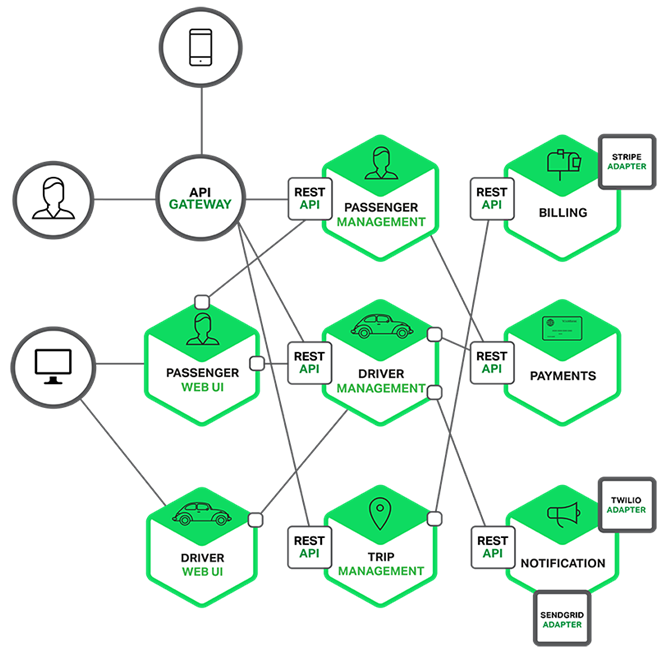 API
GATEWAY
REST
API
PASSENGER
MANAGEMENT
REST
API
BILLING
STRIPE
ADAPTER
PASSENGER
WEB UI
REST
API
DRIVER
MANAGEMENT
REST
API
PAYMENTS
DRIVER
WEB UI
REST
API
TRIP
MANAGEMENT
REST
API
NOTIFICATION
TWILIO
ADAPTER
SENDGRID
ADAPTER